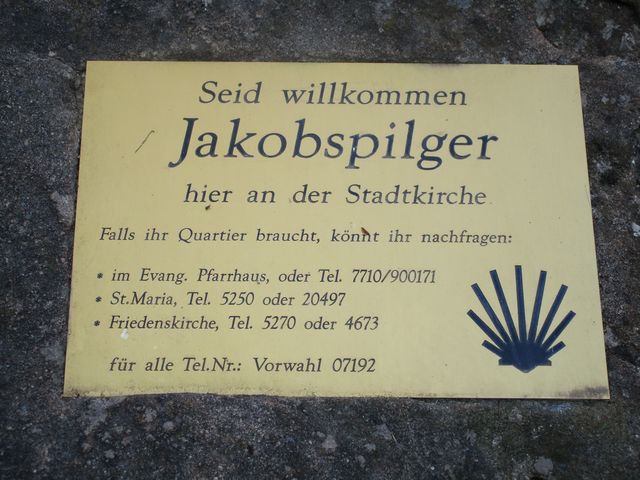 Seid willkommen
Jakobspilger
hier an der Stadtkirche
Falls ihr Quartier braucht, könnt ihr nachfragen:
* im Evang. Pfarrhaus, oder Tel. 7710/900171
* St.Maria, Tel. 5250 oder 20497
* Friedenskirche, Tel. 5270 oder 4673
für alle Tel.Nr.: Vorwahl 07192